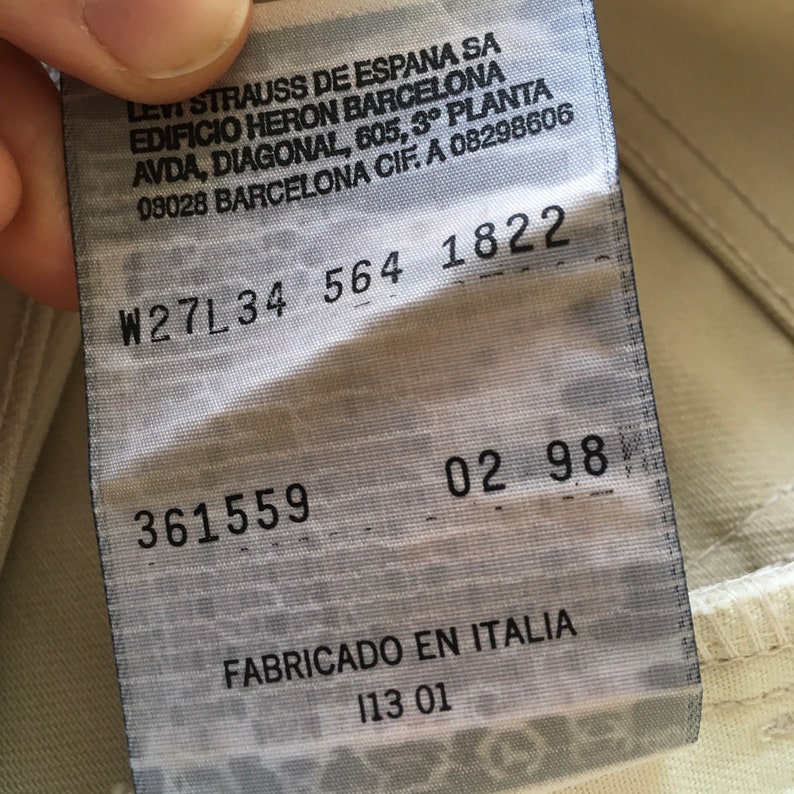 LEVI STRAUSS DE ESPANA SA
EDIFICIO HERON BARCELONA
AVDA, DIAGONAL, 605, 3º PLANTA
08028 BARCELONA CIF. A 08298606
W27L34 564 1822
361559 02 98
FABRICADO EN ITALIA
I13 01